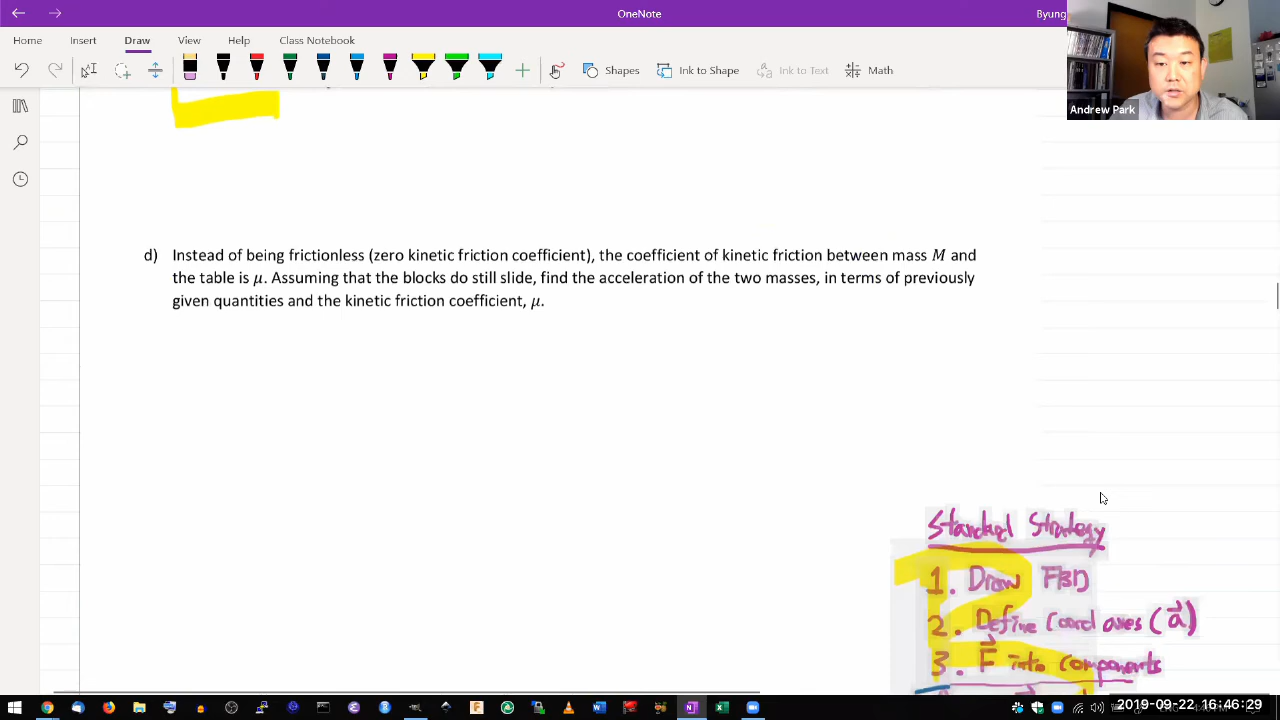 OneNote
Byung
Home Insert Draw View Help Class Notebook
Shapes Ink to Shape Ink to Text Math
Andrew Park
d) Instead of being frictionless (zero kinetic friction coefficient), the coefficient of kinetic friction between mass M and
the table is μ. Assuming that the blocks do still slide, find the acceleration of the two masses, in terms of previously
given quantities and the kinetic friction coefficient, μ.
Standard Strategy
1. Draw FBD
2. Define Coord axes (a⃗)
3. F⃗ into components
2019-09-22 16:46:29